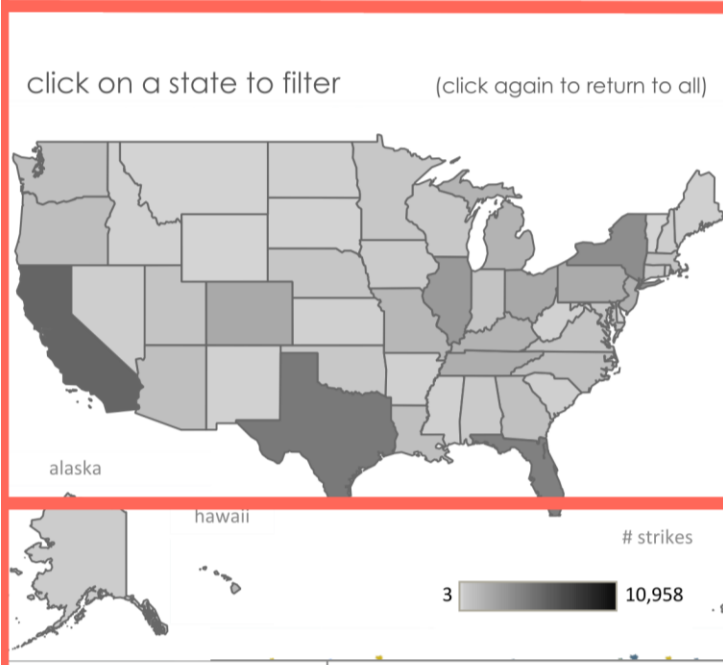 click on a state to filter
(click again to return to all)
alaska
hawaii
# strikes
3
10,958